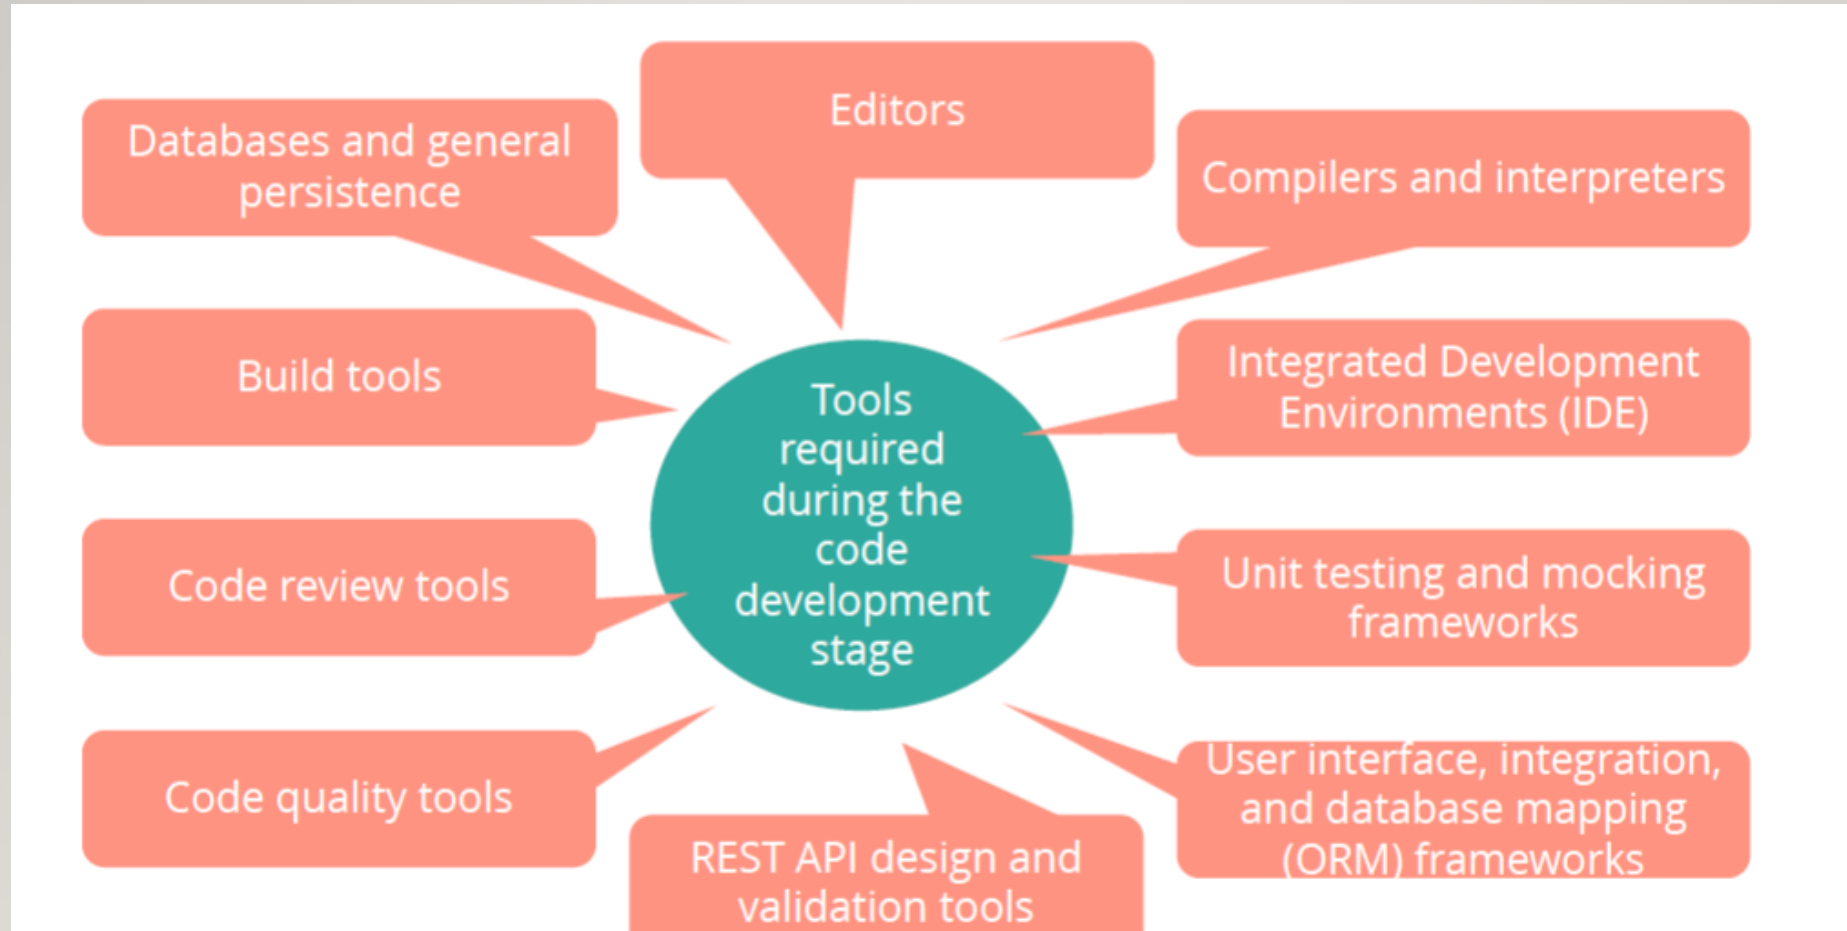 Editors
Databases and general
persistence
Compilers and interpreters
Build tools
Integrated Development
Environments (IDE)
Tools
required
during the
code
development
stage
Code review tools
Unit testing and mocking
frameworks
Code quality tools
User interface, integration,
and database mapping
(ORM) frameworks
REST API design and
validation tools